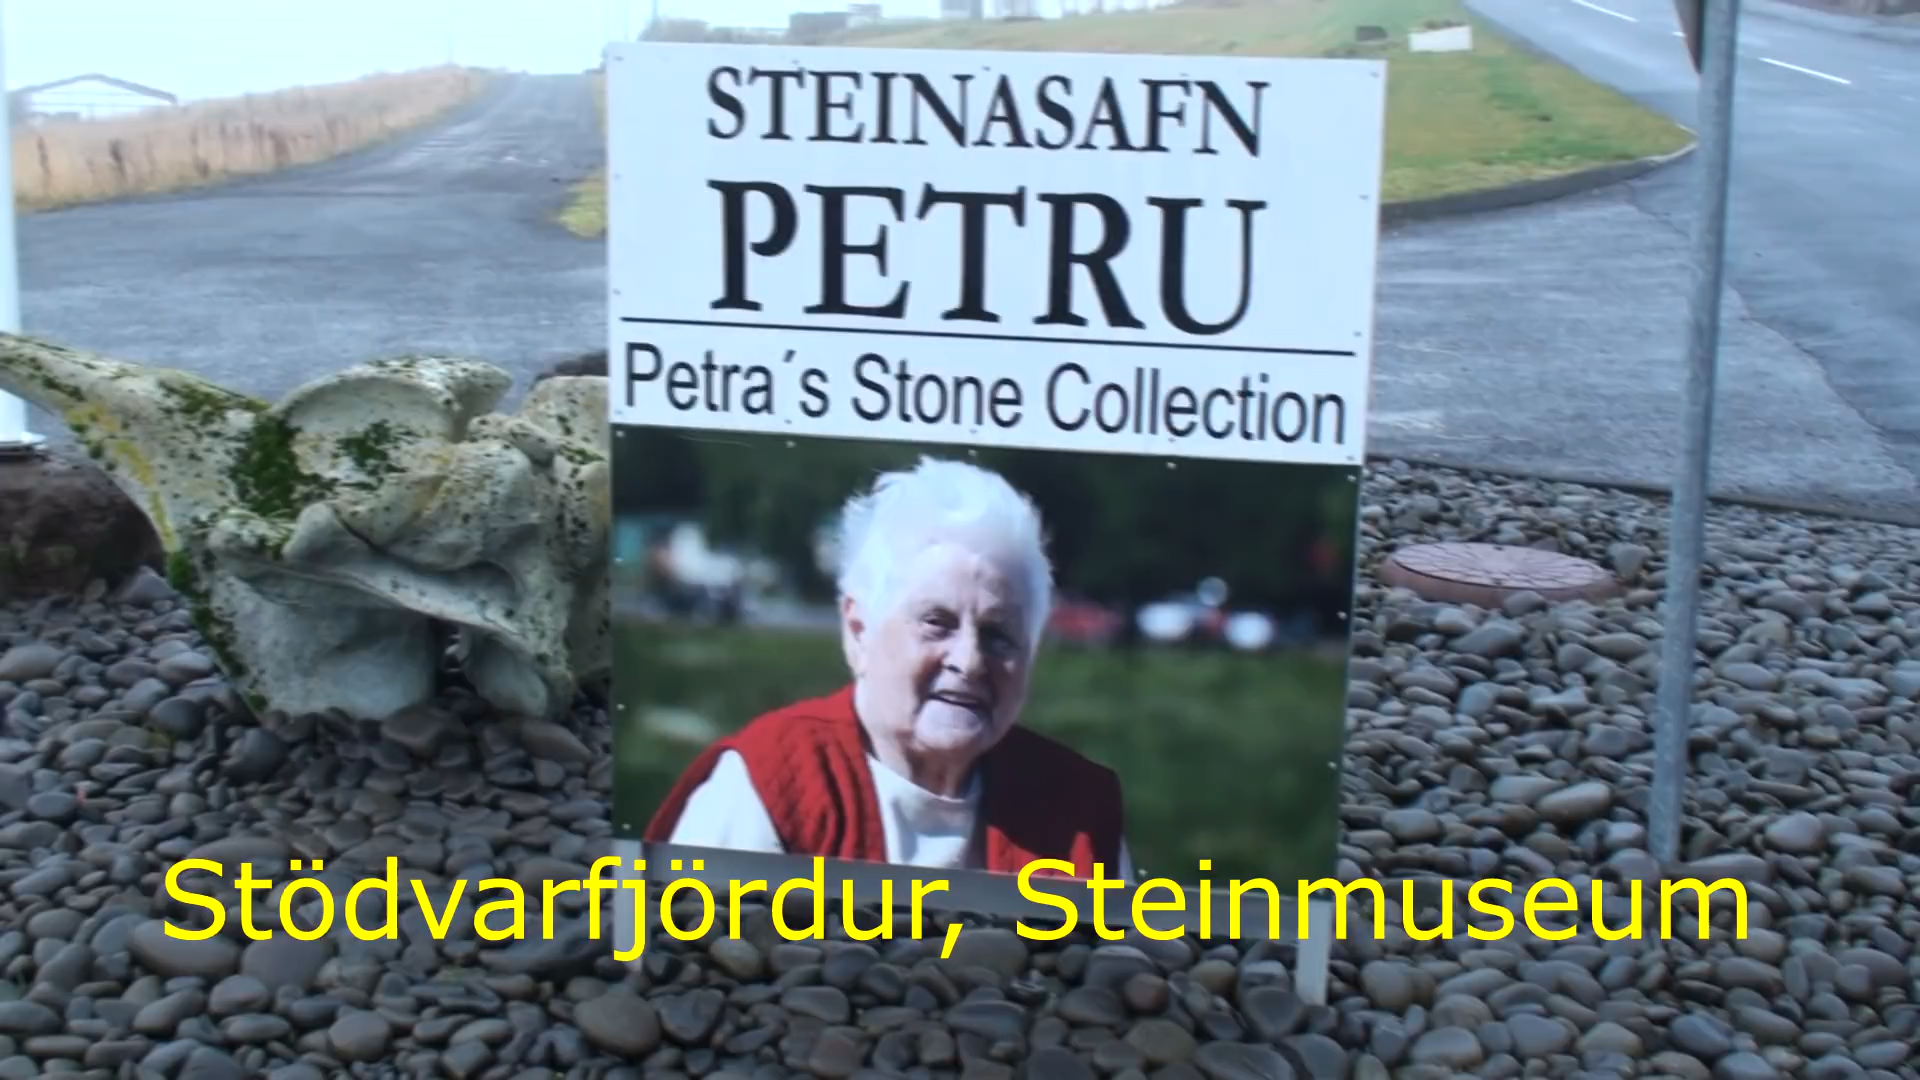 STEINASAFN
PETRU
Petra´s Stone Collection
Stödvarfjördur, Steinmuseum